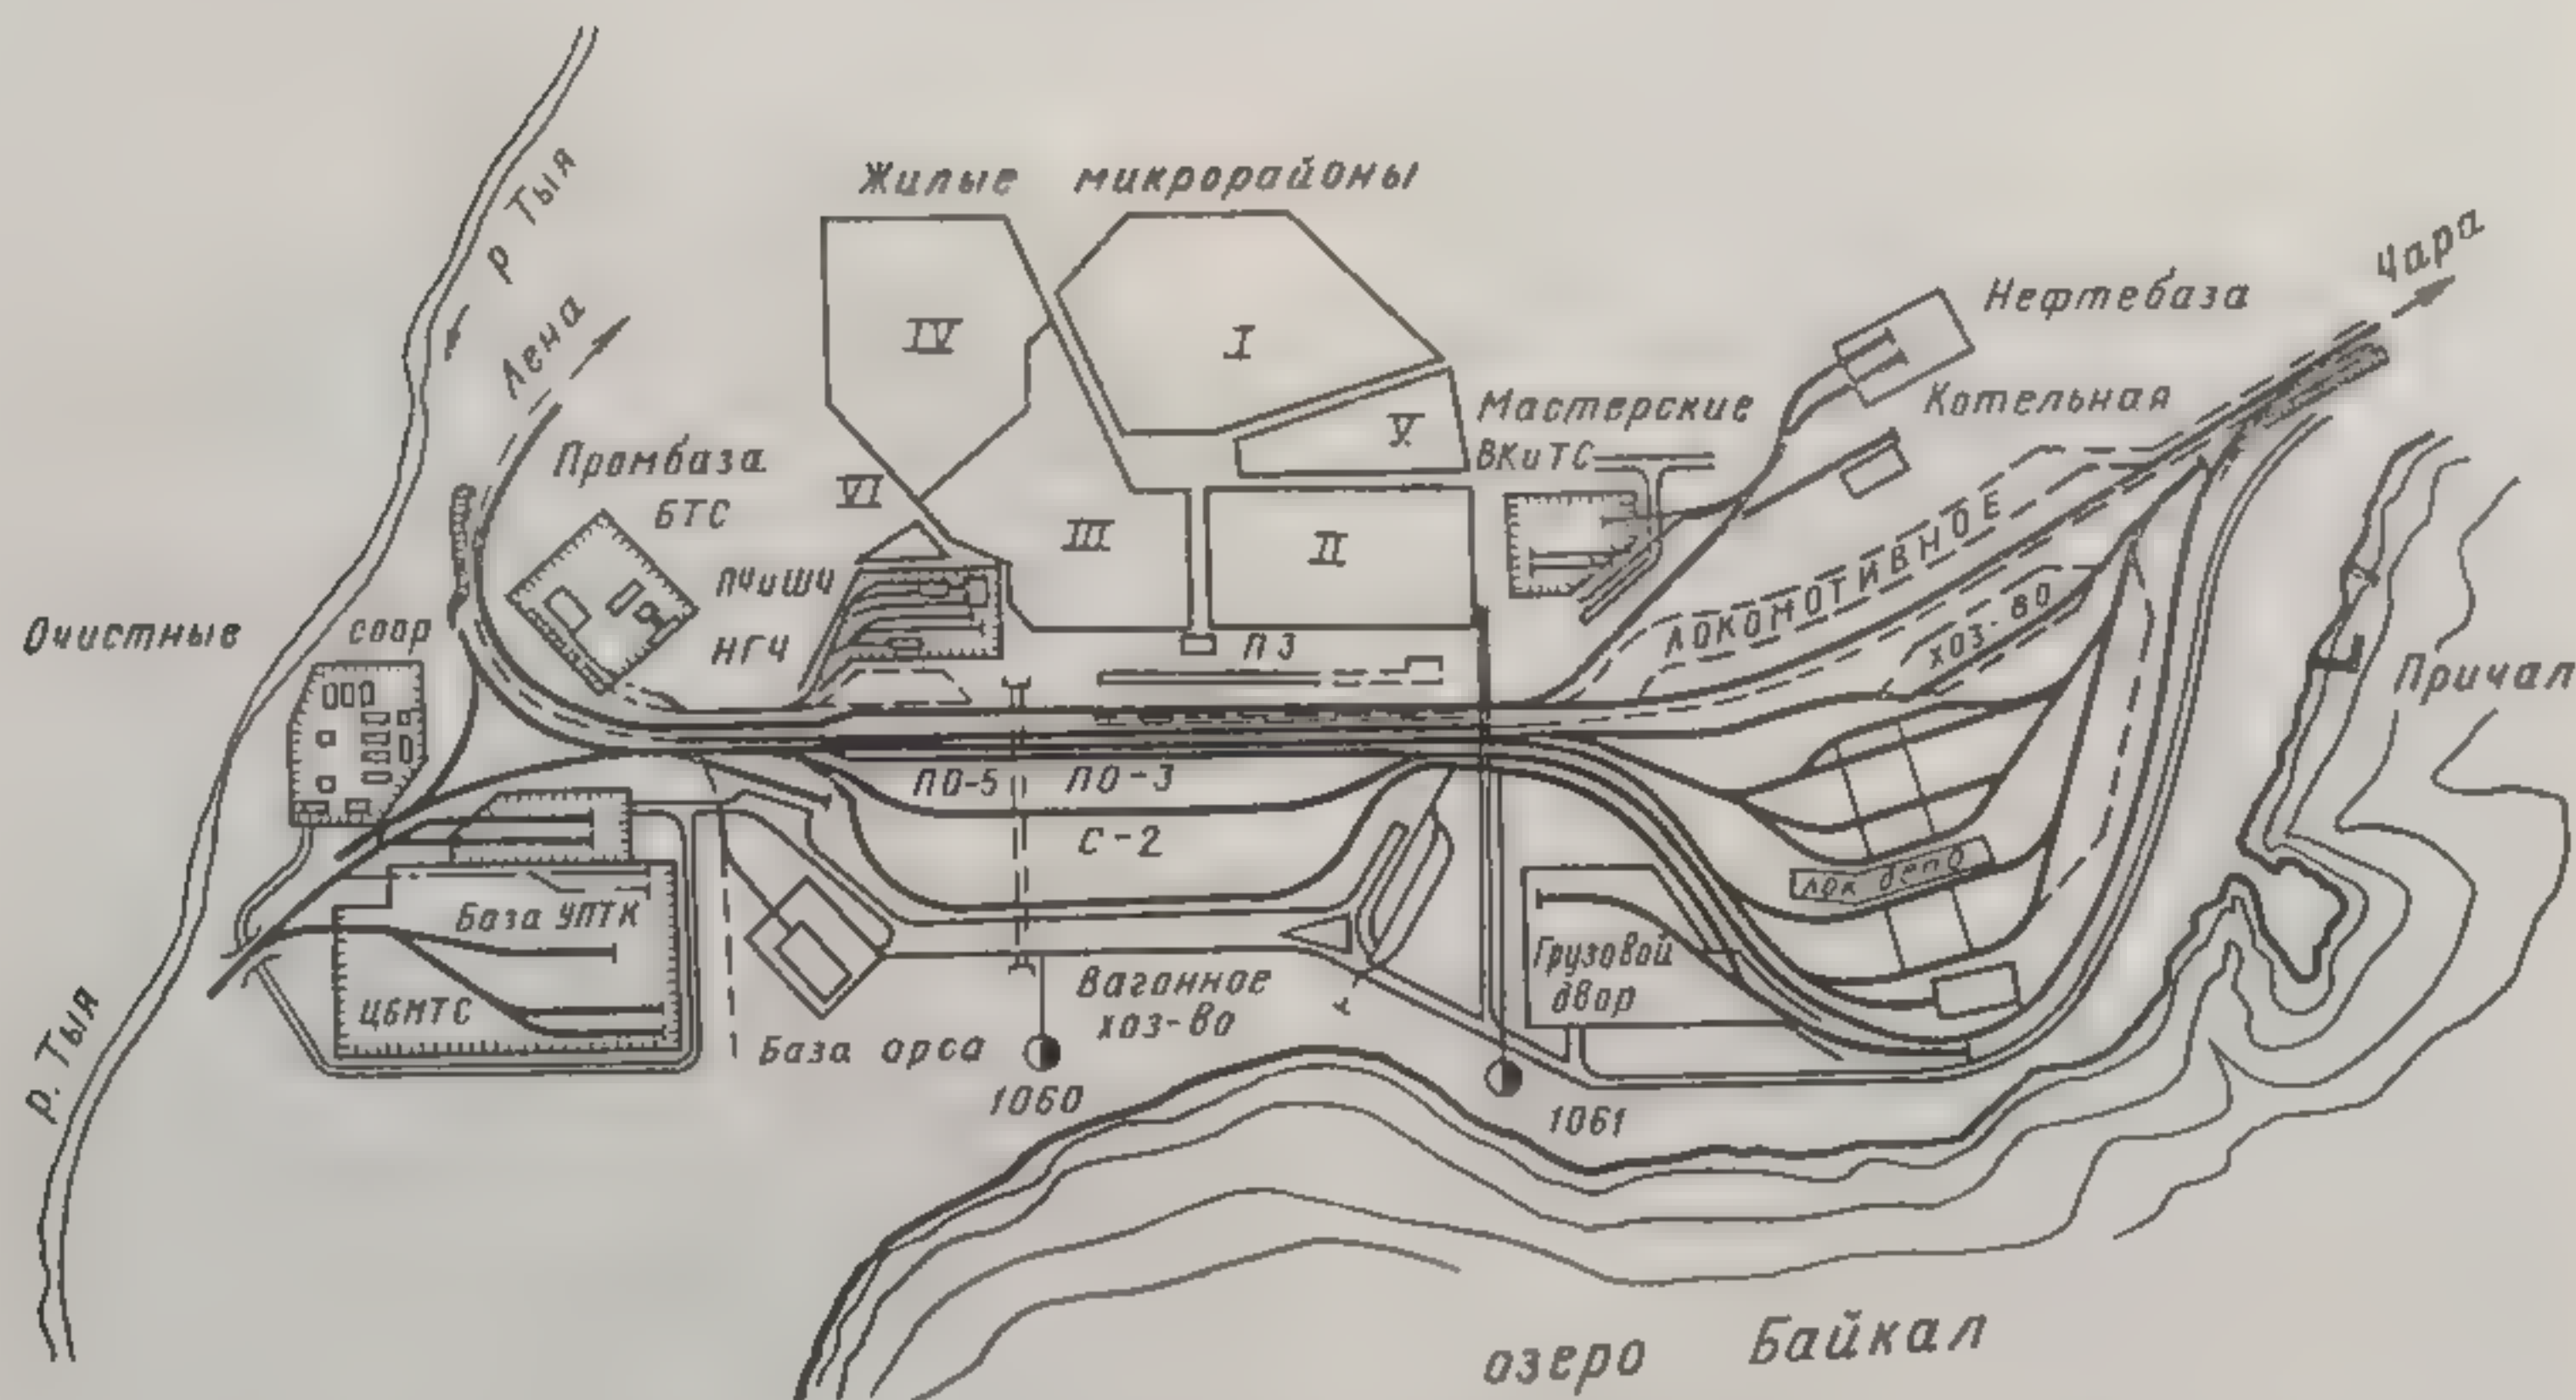 р Тыя
Лена
Жилые микрорайоны
IV
I
V
VI
III
II
Чара
Нефтебаза
Котельная
Мастерские
ВКиТС
Промбаза
БТС
ПЧиШЧ
НГЧ
ПЗ
ЛОКОМОТИВНОЕ
ХОЗ-ВО
Очистные соор
Причал
ПО-5
ПО-3
С-2
лок депо
База УПТК
ЦБМТС
База орса
Вагонное
хоз-во
Грузовой
двор
1060
1061
р. Тыя
озеро Байкал